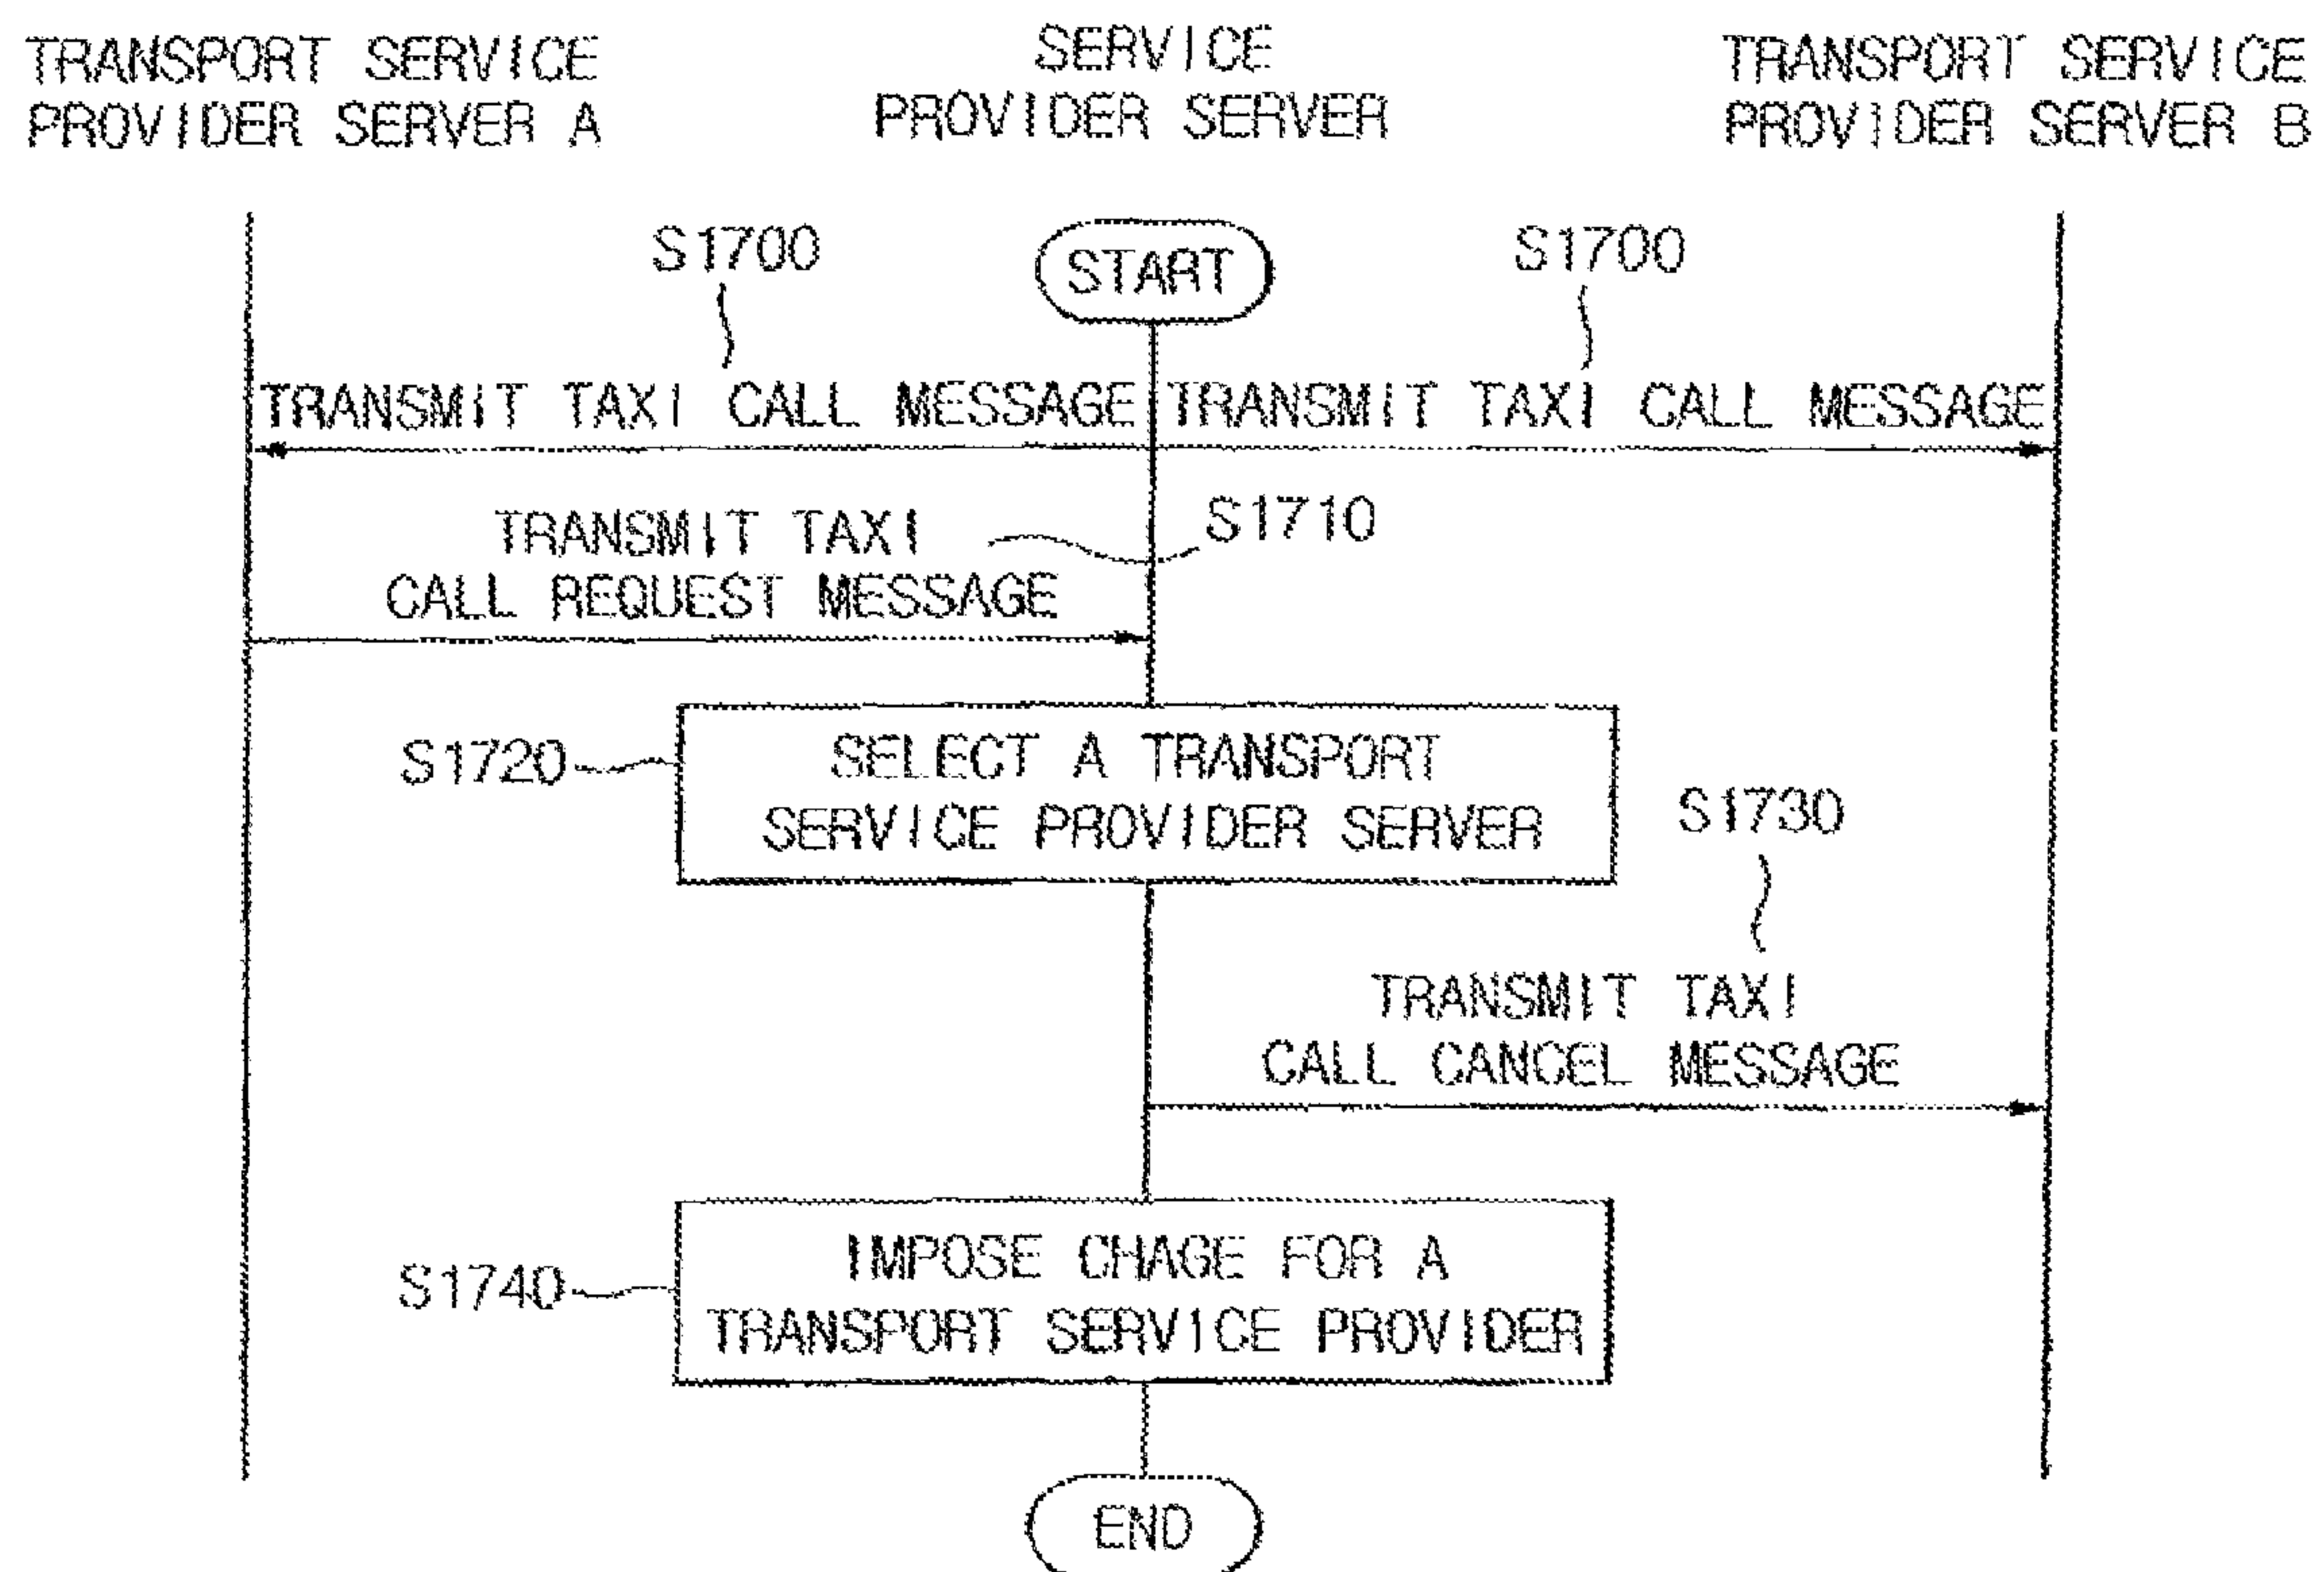 TRANSPORT SERVICE
PROVIDER SERVER A
SERVICE
PROVIDER SERVER
TRANSPORT SERVICE
PROVIDER SERVER B
S1700
START
S1700
TRANSMIT TAXI CALL MESSAGE
TRANSMIT TAXI CALL MESSAGE
TRANSMIT TAXI
CALL REQUEST MESSAGE
S1710
S1720
SELECT A TRANSPORT
SERVICE PROVIDER SERVER
S1730
TRANSMIT TAXI
CALL CANCEL MESSAGE
S1740
IMPOSE CHAGE FOR A
TRANSPORT SERVICE PROVIDER
END